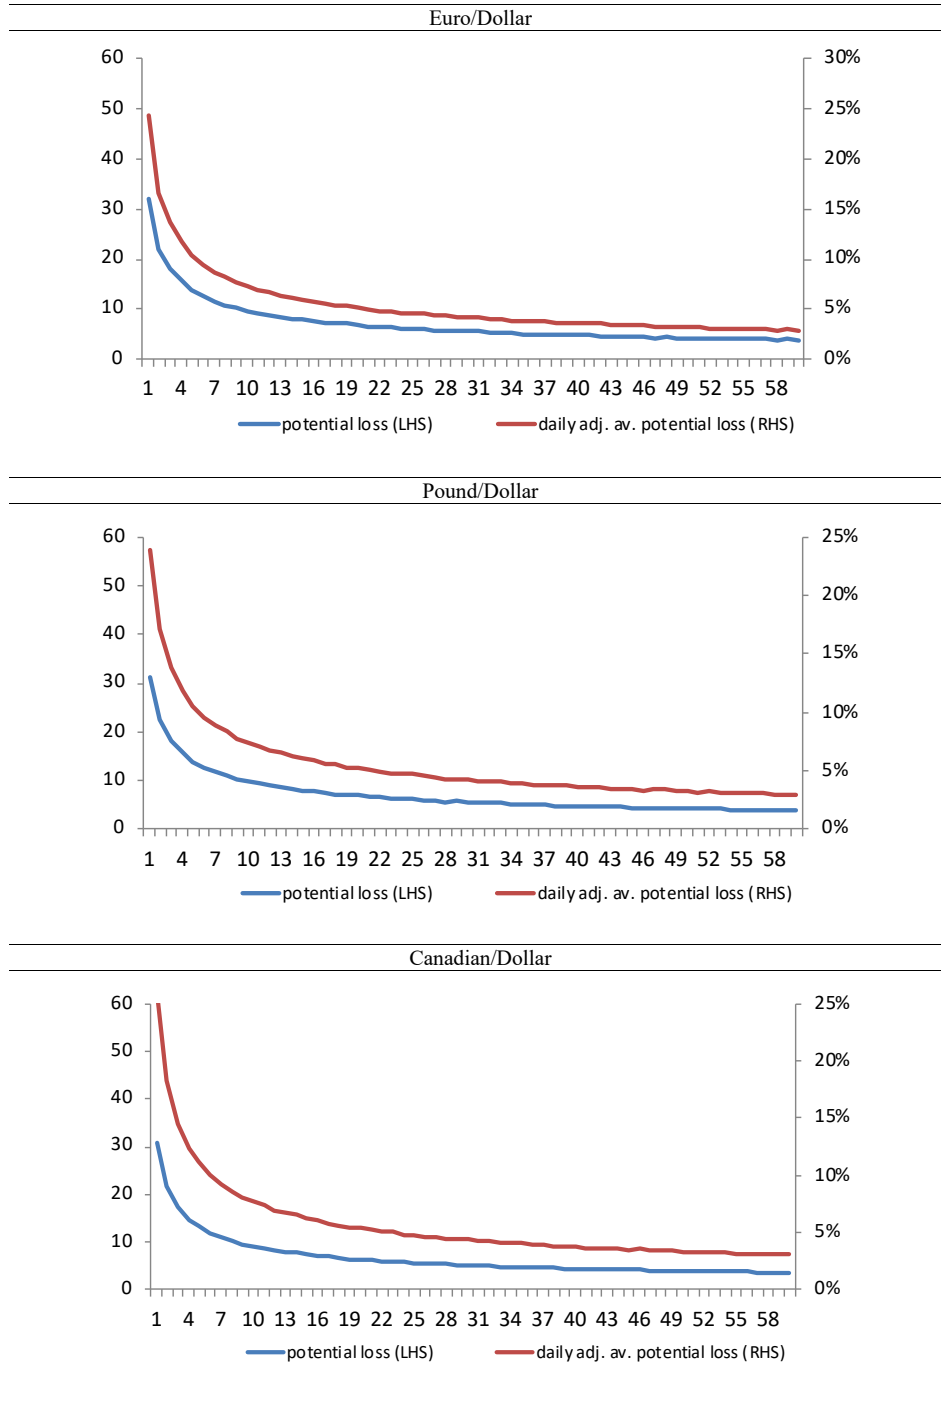 Euro/Dollar
60 30%
50 25%
40 20%
30 15%
20 10%
10 5%
0 0%
1 4 7 10 13 16 19 22 25 28 31 34 37 40 43 46 49 52 55 58
potential loss (LHS) daily adj. av. potential loss (RHS)
Pound/Dollar
60 25%
50 20%
40 15%
30 10%
20 5%
10 0%
0
1 4 7 10 13 16 19 22 25 28 31 34 37 40 43 46 49 52 55 58
potential loss (LHS) daily adj. av. potential loss (RHS)
Canadian/Dollar
60 25%
50 20%
40 15%
30 10%
20 5%
10 0%
0
1 4 7 10 13 16 19 22 25 28 31 34 37 40 43 46 49 52 55 58
potential loss (LHS) daily adj. av. potential loss (RHS)